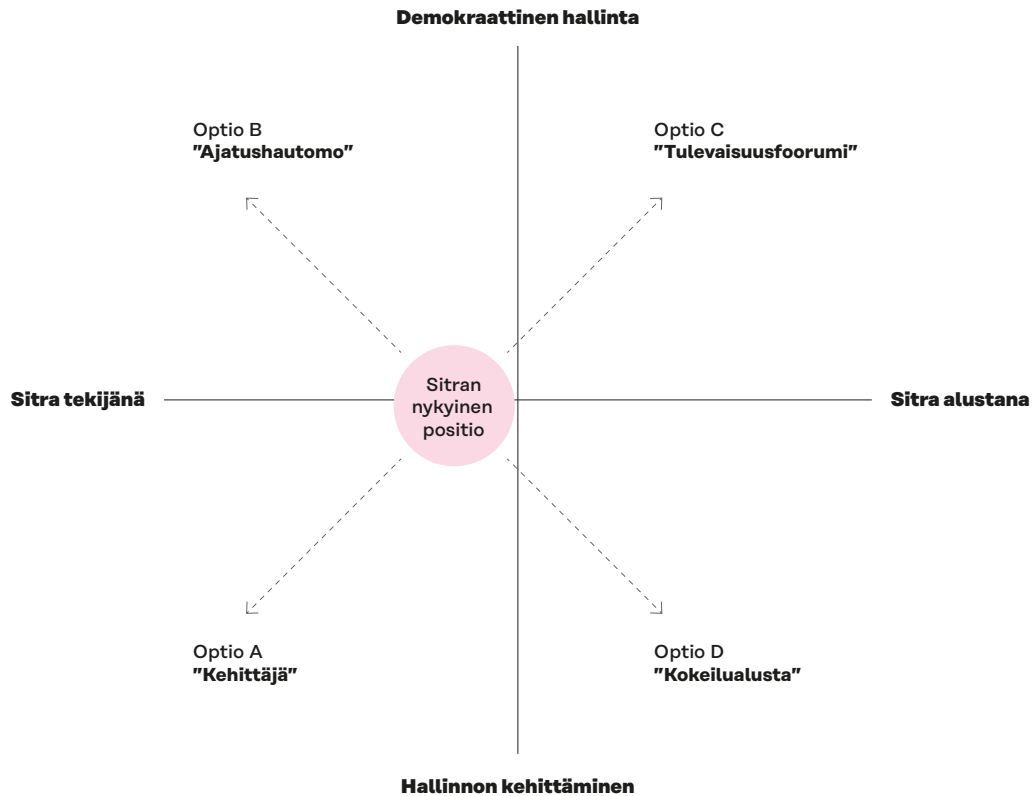 Demokraattinen hallinta
Optio B
”Ajatushautomo”
Optio C
”Tulevaisuusfoorumi”
Sitra tekijänä
Sitran
nykyinen
positio
Sitra alustana
Optio A
”Kehittäjä”
Optio D
”Kokeilualusta”
Hallinnon kehittäminen